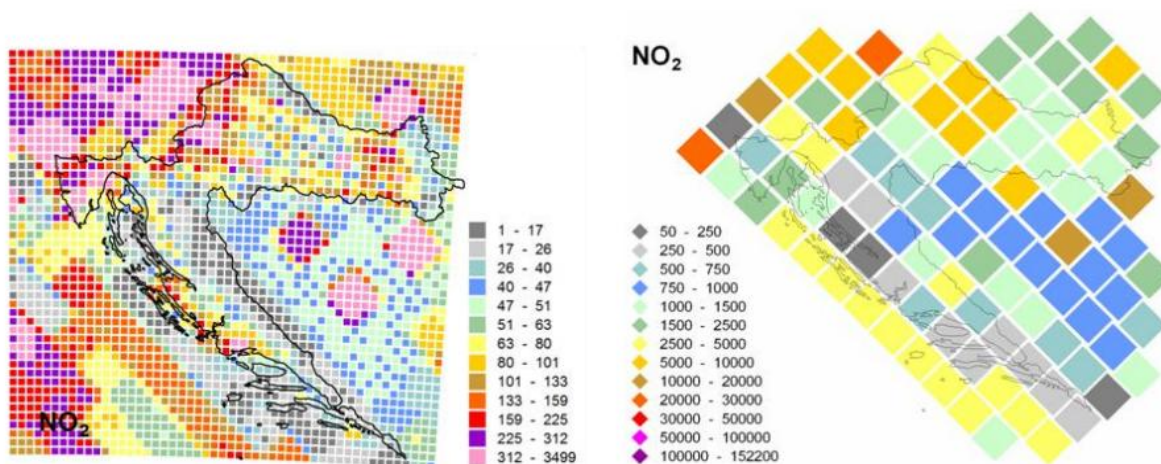 NO₂
1 - 17
17 - 26
26 - 40
40 - 47
47 - 51
51 - 63
63 - 80
80 - 101
101 - 133
133 - 159
159 - 225
225 - 312
312 - 3499
NO₂
50 - 250
250 - 500
500 - 750
750 - 1000
1000 - 1500
1500 - 2500
2500 - 5000
5000 - 10000
10000 - 20000
20000 - 30000
30000 - 50000
50000 - 100000
100000 - 152200